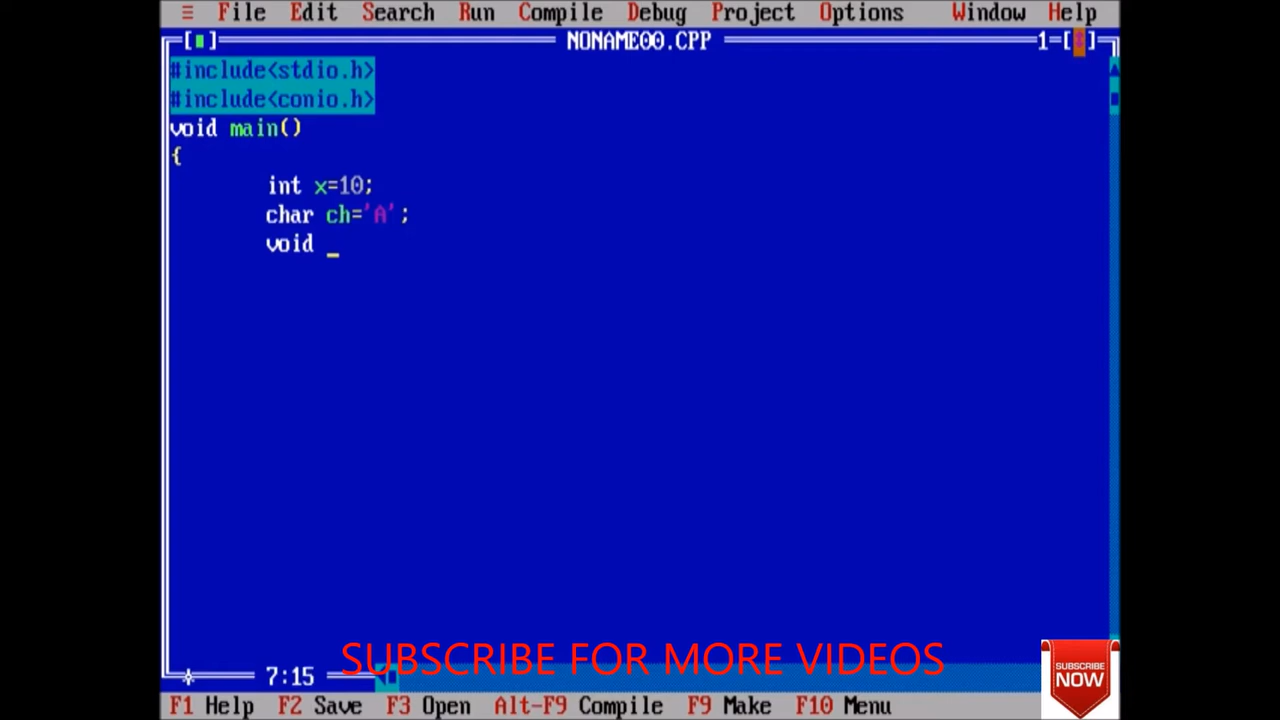 ≡ File Edit Search Run Compile Debug Project Options Window Help
[■] NONAME00.CPP 1=[↕]
#include<stdio.h>
#include<conio.h>
void main()
{
int x=10;
char ch='A';
void _
SUBSCRIBE FOR MORE VIDEOS
7:15
SUBSCRIBE
NOW
F1 Help F2 Save F3 Open Alt-F9 Compile F9 Make F10 Menu